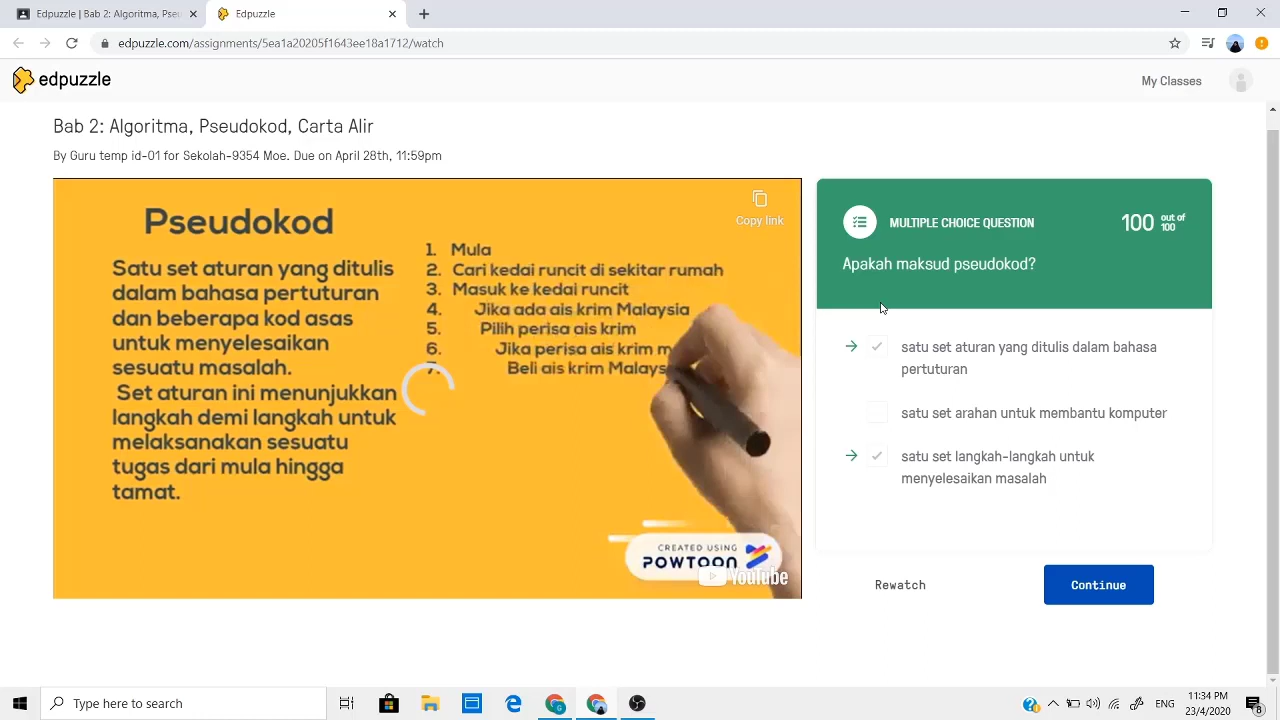 Edpuzzle | Bab 2: Algoritma, Pseu
Edpuzzle
edpuzzle.com/assignments/5ea1a20205f1643ee18a1712/watch
edpuzzle
My Classes
Bab 2: Algoritma, Pseudokod, Carta Alir
By Guru temp id-01 for Sekolah-9354 Moe. Due on April 28th, 11:59pm
Pseudokod
Copy link
Satu set aturan yang ditulis
dalam bahasa pertuturan
dan beberapa kod asas
untuk menyelesaikan
sesuatu masalah.
Set aturan ini menunjukkan
langkah demi langkah untuk
melaksanakan sesuatu
tugas dari mula hingga
tamat.
1. Mula
2. Cari kedai runcit di sekitar rumah
3. Masuk ke kedai runcit
4. Jika ada ais krim Malaysia
5. Pilih perisa ais krim
6. Jika perisa ais krim m
7. Beli ais krim Malays
CREATED USING
POWTOON
YouTube
MULTIPLE CHOICE QUESTION
100 out of 100
Apakah maksud pseudokod?
satu set aturan yang ditulis dalam bahasa
pertuturan
satu set arahan untuk membantu komputer
satu set langkah-langkah untuk
menyelesaikan masalah
Rewatch
Continue
Type here to search
ENG
11:34 PM
23/4/2020
8